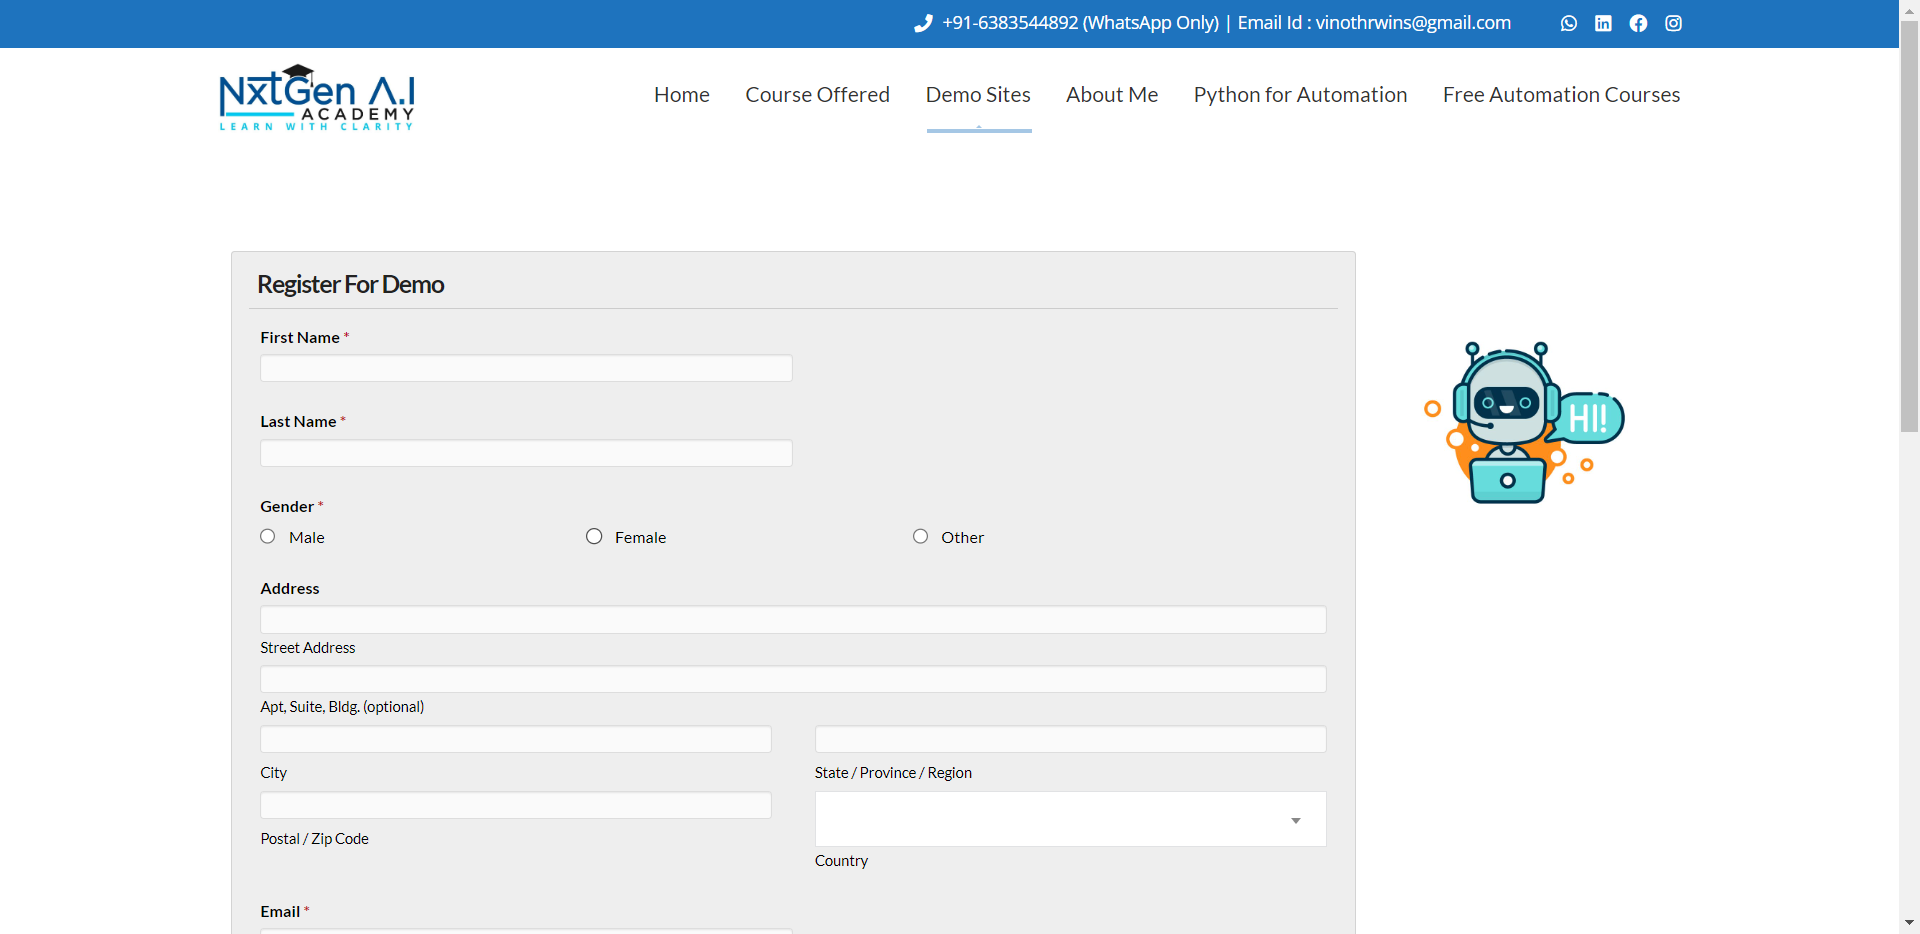 +91-6383544892 (WhatsApp Only) | Email Id : vinothrwins@gmail.com
NxtGen A.I
ACADEMY
LEARN WITH CLARITY
Home Course Offered Demo Sites About Me Python for Automation Free Automation Courses
Register For Demo
First Name *
Last Name *
Gender *
Male Female Other
HI!
Address
Street Address
Apt, Suite, Bldg. (optional)
City State / Province / Region
Postal / Zip Code
Country
Email *